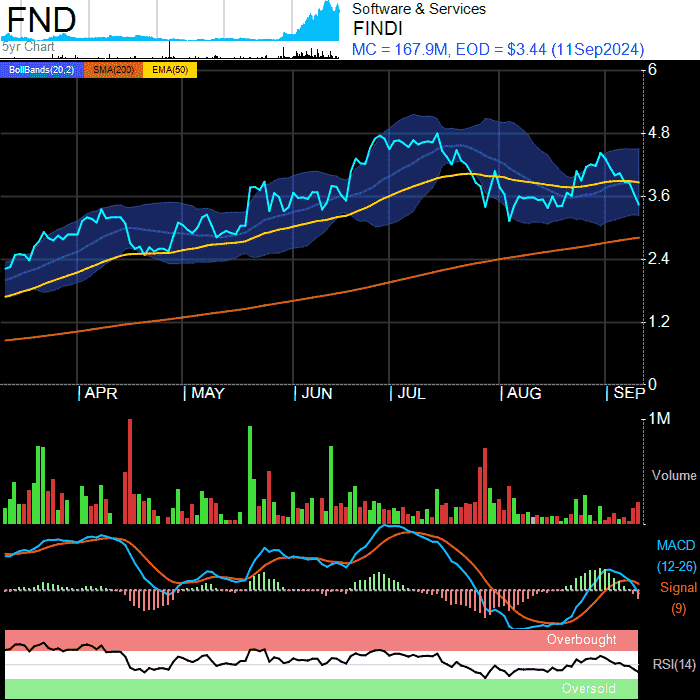 FND
5yr Chart
Software & Services
FINDI
MC = 167.9M, EOD = $3.44 (11Sep2024)
BollBands(20,2) SMA(200) EMA(50)
6
4.8
3.6
2.4
1.2
0
APR MAY JUN JUL AUG SEP
1M
Volume
MACD
(12-26)
Signal
(9)
Overbought
RSI(14)
Oversold